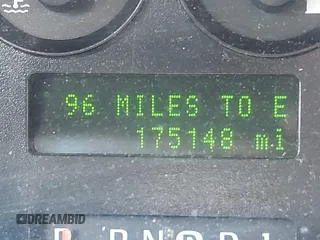 96 MILES TO E
175148 mi
DREAMBID